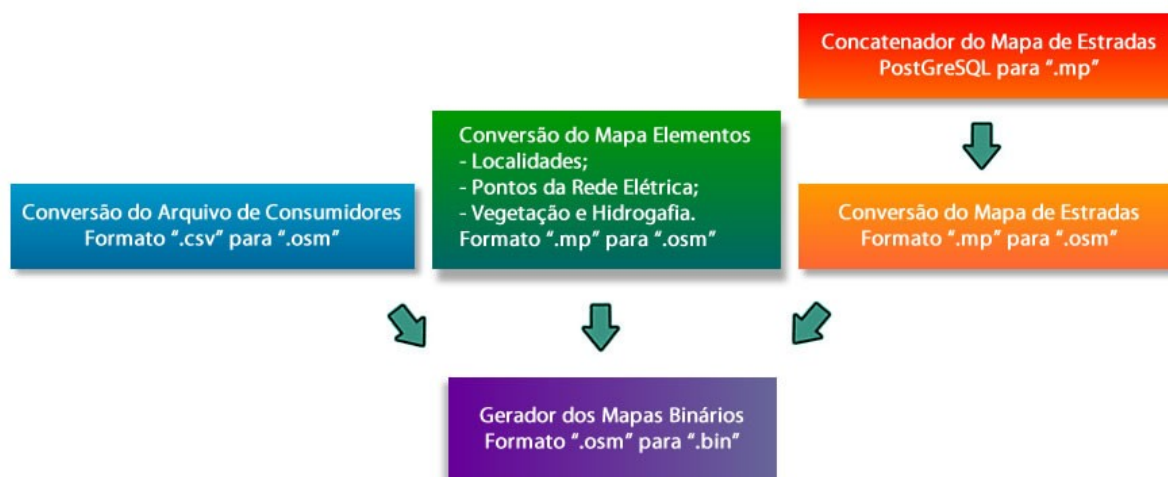 Concatenador do Mapa de Estradas
PostGreSQL para “.mp”
Conversão do Mapa Elementos
- Localidades;
- Pontos da Rede Elétrica;
- Vegetação e Hidrogafia.
Formato “.mp” para “.osm”
Conversão do Arquivo de Consumidores
Formato “.csv” para “.osm”
Conversão do Mapa de Estradas
Formato “.mp” para “.osm”
Gerador dos Mapas Binários
Formato “.osm” para “.bin”